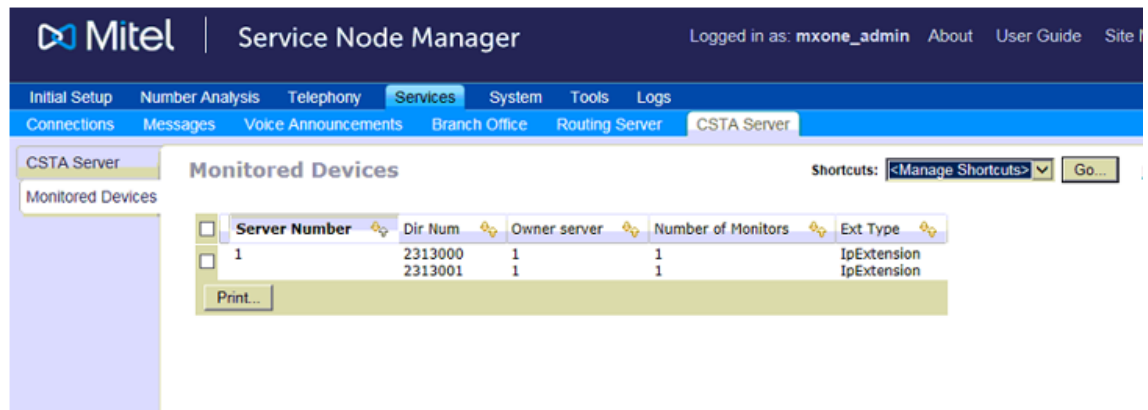 Mitel | Service Node Manager
Logged in as: mxone_admin About User Guide Site
Initial Setup Number Analysis Telephony Services System Tools Logs
Connections Messages Voice Announcements Branch Office Routing Server CSTA Server
CSTA Server
Monitored Devices
Monitored Devices
Shortcuts: <Manage Shortcuts> Go...
Server Number Dir Num Owner server Number of Monitors Ext Type
1 2313000 1 1 IpExtension
2313001 1 1 IpExtension
Print...